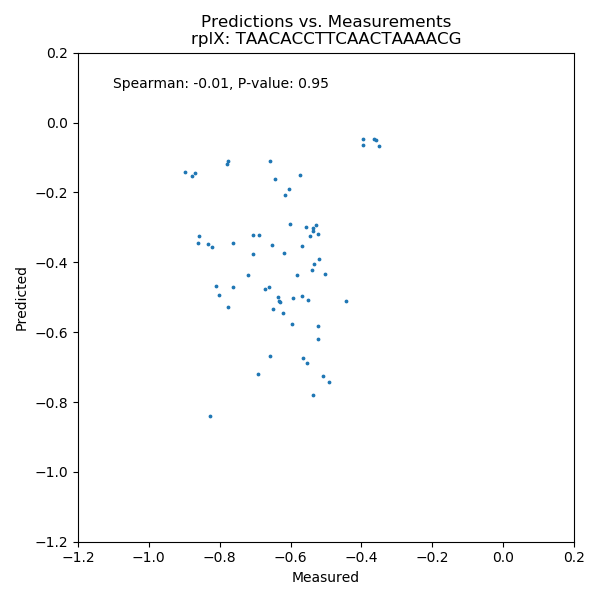 Predictions vs. Measurements
rplX: TAACACCTTCAACTAAAACG
0.2
Spearman: -0.01, P-value: 0.95
0.0
−0.2
−0.4
Predicted
−0.6
−0.8
−1.0
−1.2
−1.2 −1.0 −0.8 −0.6 −0.4 −0.2 0.0 0.2
Measured